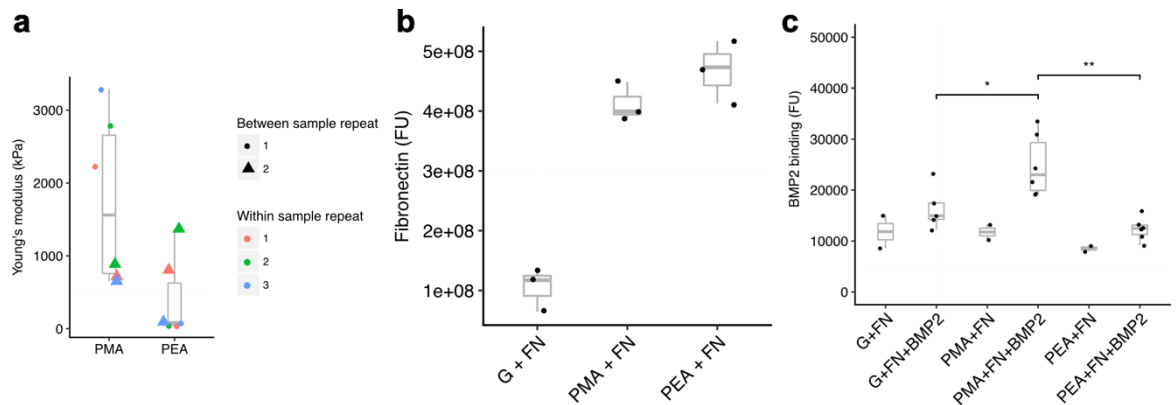 a
Young's modulus (kPa)
3000
2000
1000
0
PMA
PEA
Between sample repeat
1
2
Within sample repeat
1
2
3
b
Fibronectin (FU)
5e+08
4e+08
3e+08
2e+08
1e+08
G + FN
PMA + FN
PEA + FN
c
BMP2 binding (FU)
50000
40000
30000
20000
10000
0
*
**
G+FN
G+FN+BMP2
PMA+FN
PMA+FN+BMP2
PEA+FN
PEA+FN+BMP2